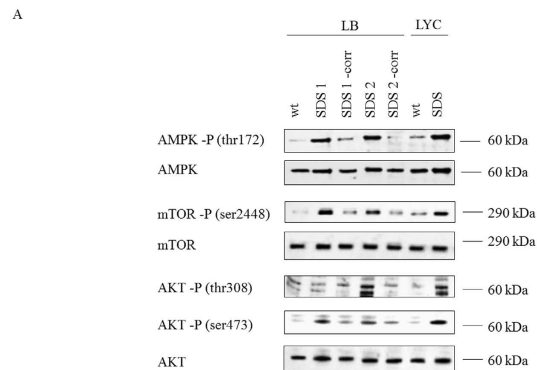 A
LB LYC
wt SDS 1 SDS 1 -corr SDS 2 SDS 2 -corr wt SDS
AMPK -P (thr172) 60 kDa
AMPK 60 kDa
mTOR -P (ser2448) 290 kDa
mTOR 290 kDa
AKT -P (thr308) 60 kDa
AKT -P (ser473) 60 kDa
AKT 60 kDa